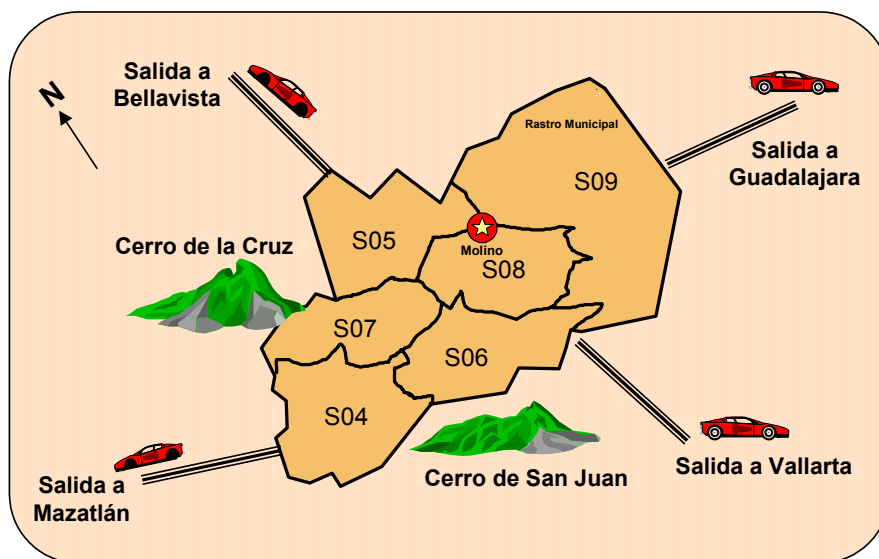 Salida a
Bellavista
N
Rastro Municipal
Salida a
Guadalajara
S09
S05
Cerro de la Cruz
Molino
S08
S07
S06
S04
Salida a
Mazatlán
Cerro de San Juan
Salida a Vallarta